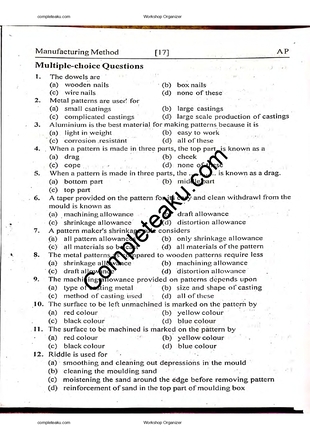 completeaku.com Workshop Organizer
Manufacturing Method [17] AP
Multiple-choice Questions
1. The dowels are
(a) wooden nails (b) box nails
(c) wire nails (d) none of these
2. Metal patterns are used for
(a) small castings (b) large castings
(c) complicated castings (d) large scale production of castings
3. Aluminium is the best material for making patterns because it is
(a) light in weight (b) easy to work
(c) corrosion resistant (d) all of these
4. When a pattern is made in three parts, the top part is known as a
(a) drag (b) cheek
(c) cope (d) none of these
5. When a pattern is made in three parts, the ........ is known as a drag.
(a) bottom part (b) middle part
(c) top part
6. A taper provided on the pattern for its easy and clean withdrawl from the
mould is known as
(a) machining allowance draft allowance
(c) shrinkage allowance (d) distortion allowance
7. A pattern maker's shrinkage considers
(a) all pattern allowances only shrinkage allowance
(c) all materials (d) all materials of the pattern
8. The metal patterns as compared to wooden patterns require less
(a) shrinkage allowance (b) machining allowance
(c) draft allowance (d) distortion allowance
9. The machining allowance provided on patterns depends upon
(a) type of casting metal (b) size and shape of casting
(c) method of casting used (d) all of these
10. The surface to be left unmachined is marked on the pattern by
(a) red colour (b) yellow colour
(c) black colour (d) blue colour
11. The surface to be machined is marked on the pattern by
(a) red colour (b) yellow colour
(c) black colour (d) blue colour
12. Riddle is used for
(a) smoothing and cleaning out depressions in the mould
(b) cleaning the moulding sand
(c) moistening the sand around the edge before removing pattern
(d) reinforcement of sand in the top part of moulding box
Completeaku.com
completeaku.com Workshop Organizer